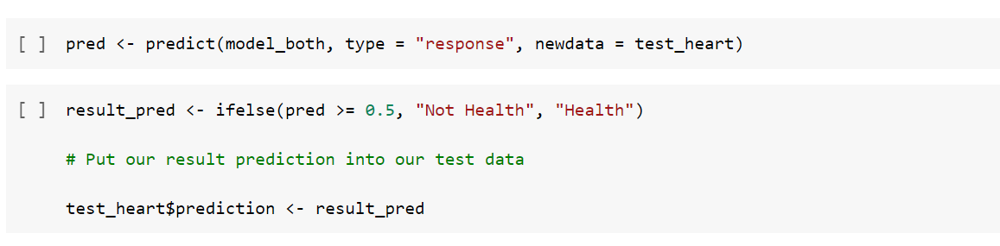 [ ] pred <- predict(model_both, type = "response", newdata = test_heart)
[ ] result_pred <- ifelse(pred >= 0.5, "Not Health", "Health")
# Put our result prediction into our test data
test_heart$prediction <- result_pred